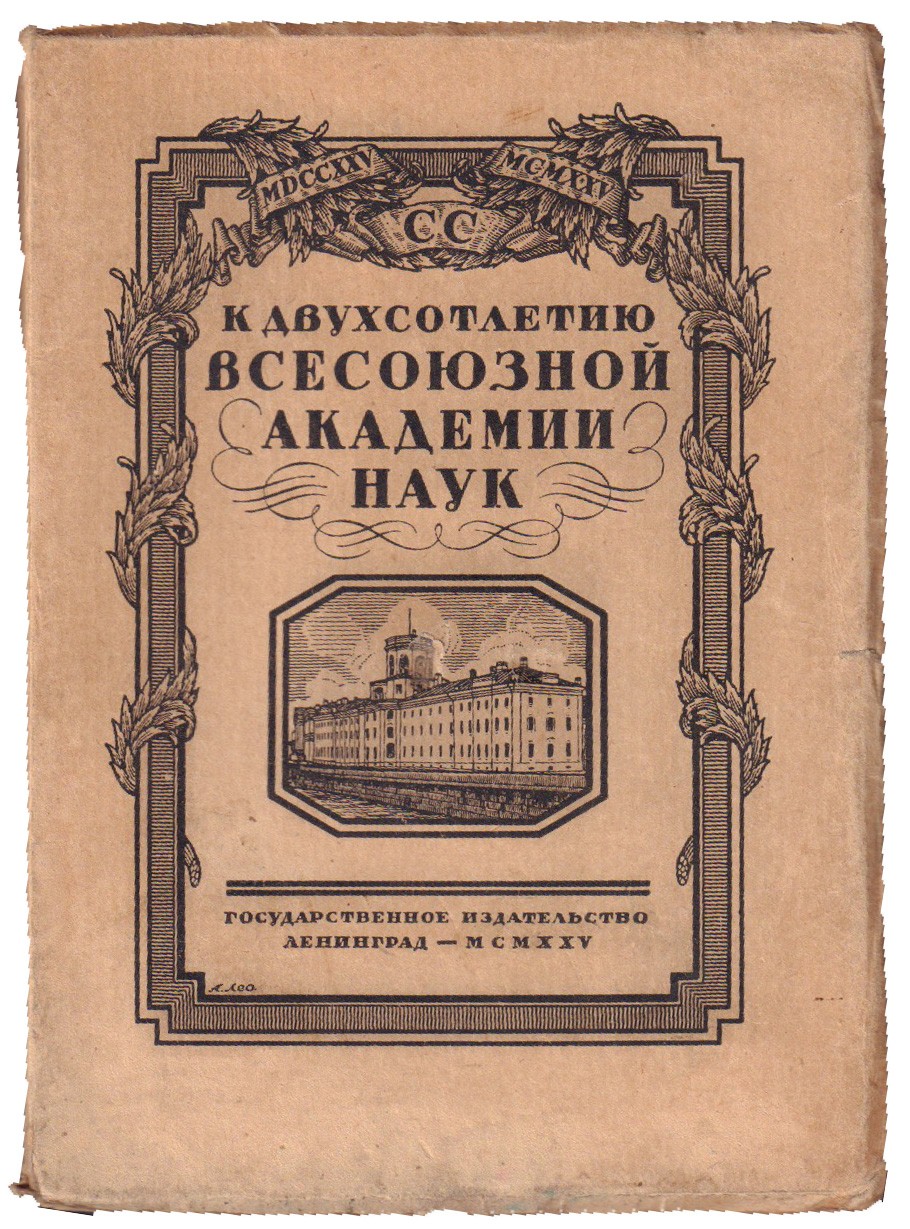 MDCCXXV
MCMXXV
CC
К ДВУХСОТЛЕТИЮ
ВСЕСОЮЗНОЙ
АКАДЕМИИ
НАУК
ГОСУДАРСТВЕННОЕ ИЗДАТЕЛЬСТВО
ЛЕНИНГРАД — MCMXXV
А. Лео.